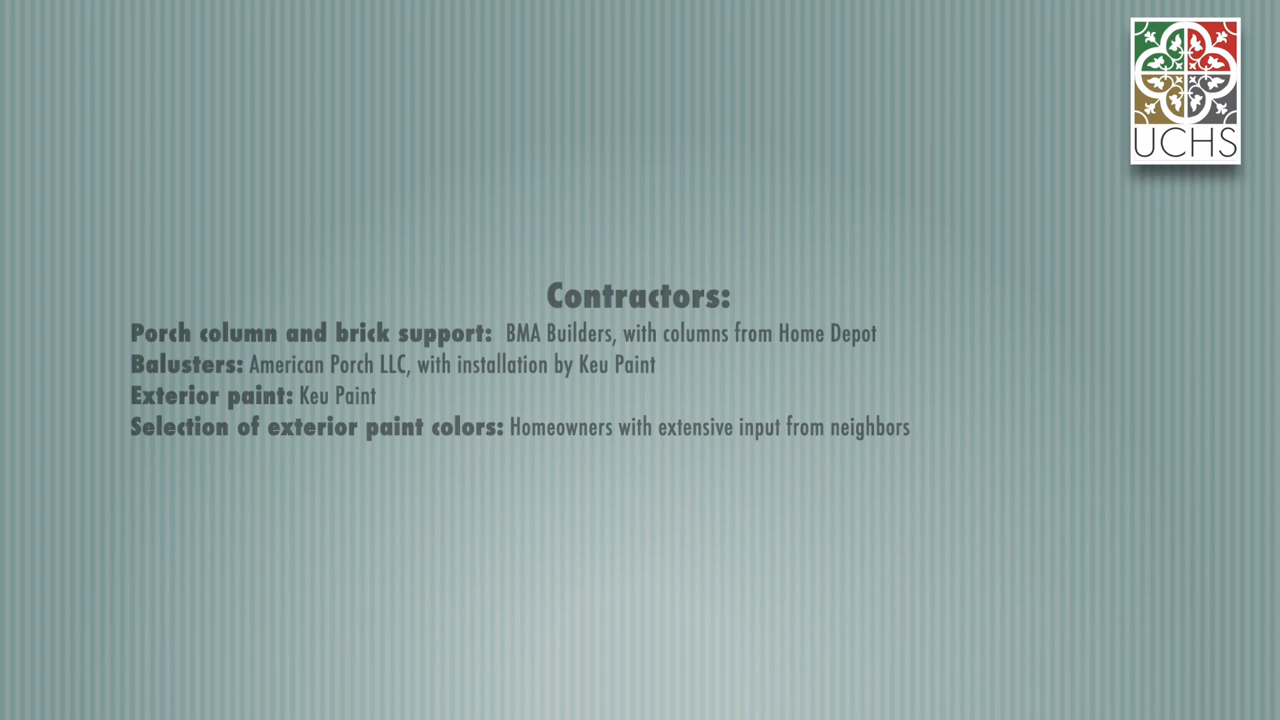 UCHS
Contractors:
Porch column and brick support: BMA Builders, with columns from Home Depot
Balusters: American Porch LLC, with installation by Keu Paint
Exterior paint: Keu Paint
Selection of exterior paint colors: Homeowners with extensive input from neighbors